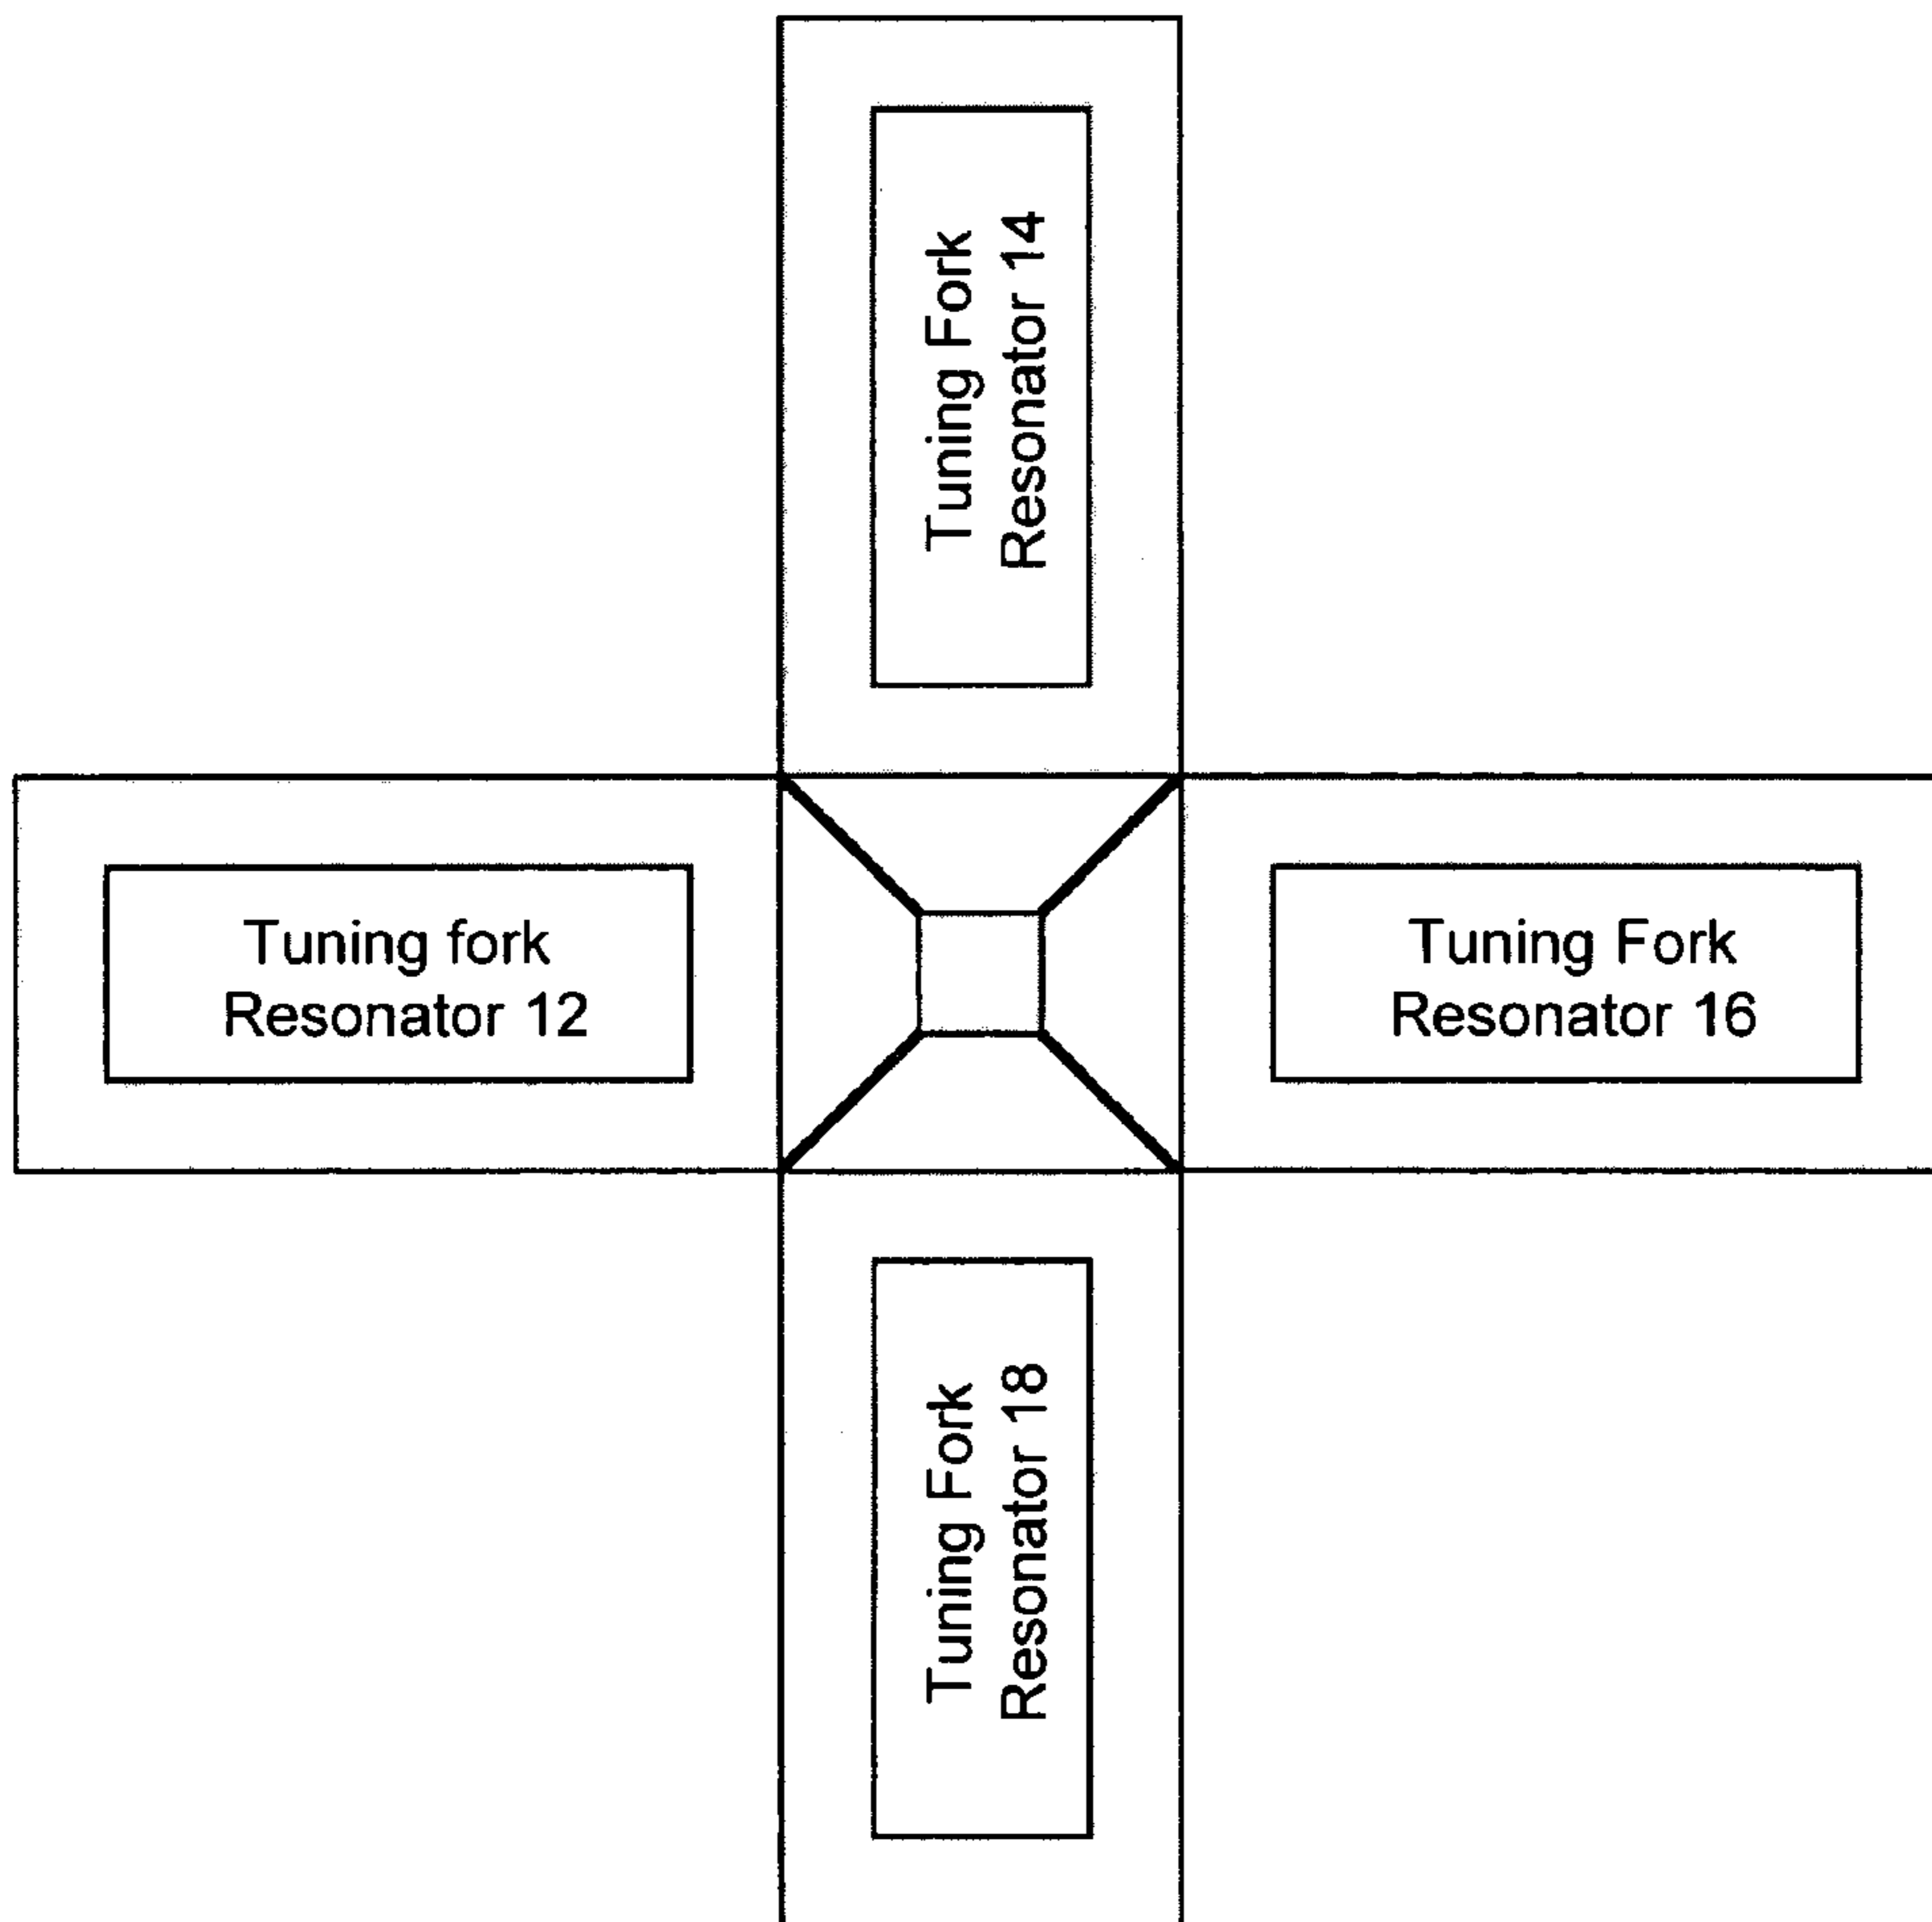 Tuning Fork
Resonator 14
Tuning fork
Resonator 12
Tuning Fork
Resonator 16
Tuning Fork
Resonator 18